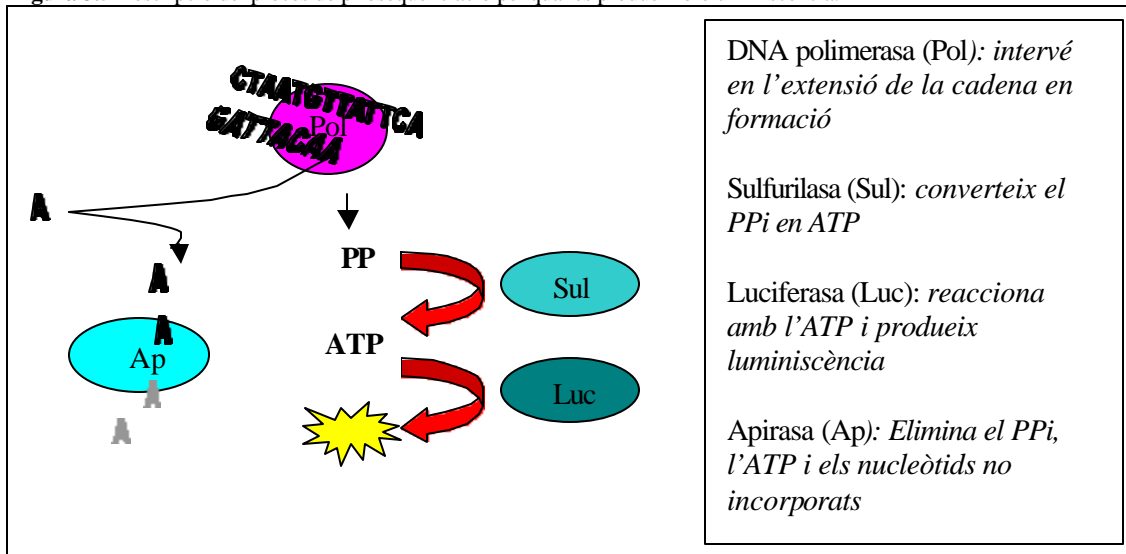 CTAATGTTATTCA
GATTACAA
Pol
A
A
A
A
A
Ap
PP
ATP
Sul
Luc
DNA polimerasa (Pol): intervé
en l’extensió de la cadena en
formació
Sulfurilasa (Sul): converteix el
PPi en ATP
Luciferasa (Luc): reacciona
amb l’ATP i produeix
luminiscència
Apirasa (Ap): Elimina el PPi,
l’ATP i els nucleòtids no
incorporats